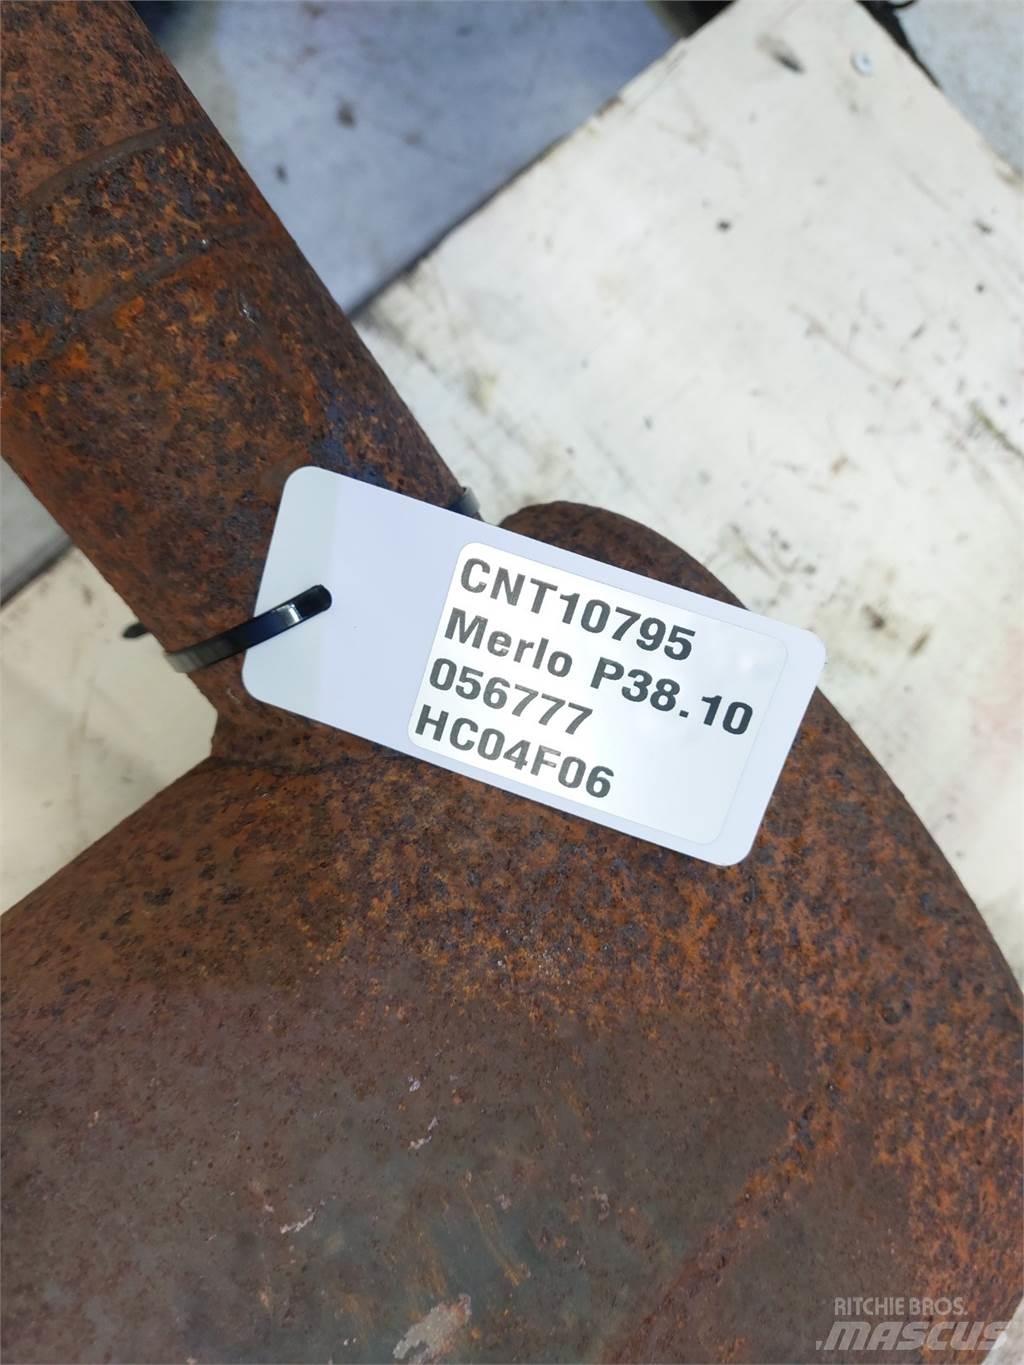 CNT10795
Merlo P38.10
056777
HC04F06
RITCHIE BROS.
MASCUS